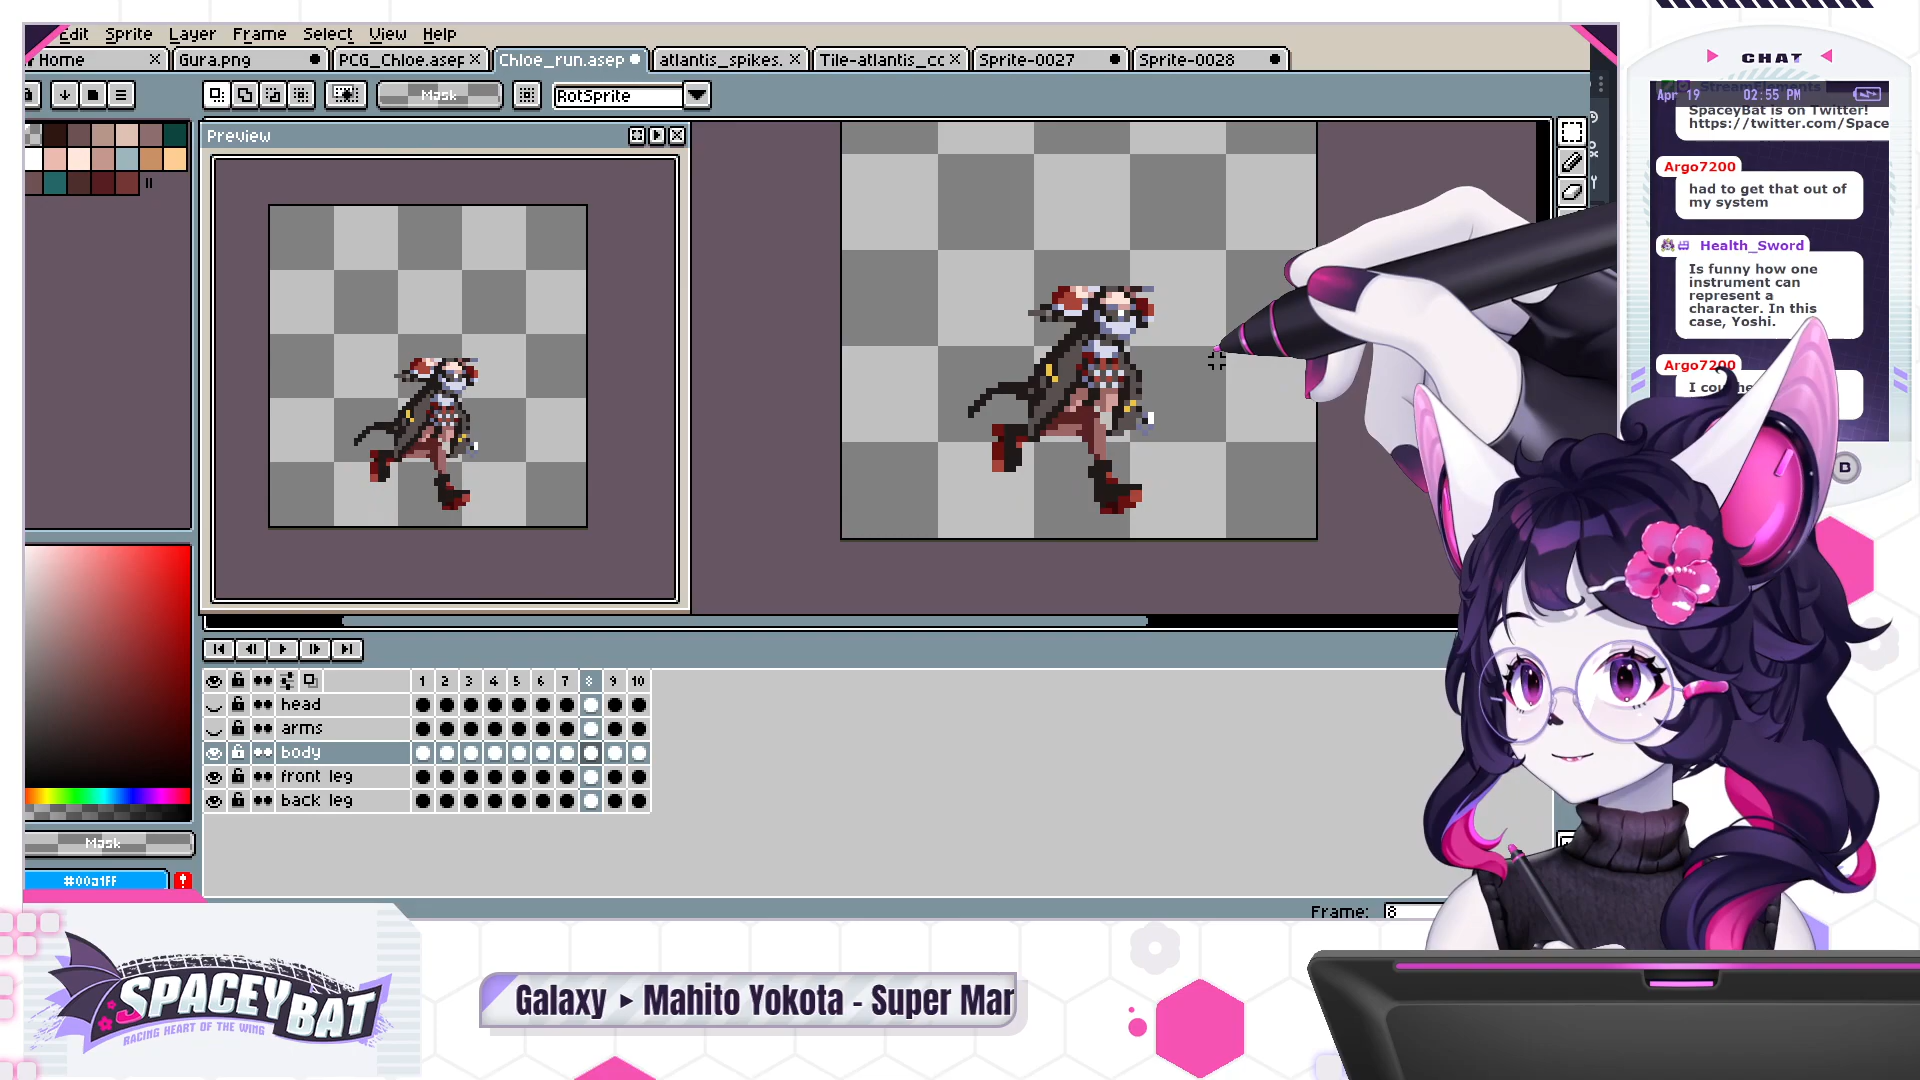 Edit Sprite Layer Frame Select View Help
Home
Gura.png
PCG_Chloe.asep
Chloe_run.asep
atlantis_spikes.
Tile-atlantis_cc
Sprite-0027
Sprite-0028
Mask
RotSprite
Preview
1 2 3 4 5 6 7 8 9 10
head
arms
body
front leg
back leg
Mask
#00a1FF
Frame: 8
CHAT
StreamElements
Apr 19 02:55 PM
SpaceyBat is on Twitter!
https://twitter.com/Space
Argo7200
had to get that out of
my system
Health_Sword
Is funny how one
instrument can
represent a
character. In this
case, Yoshi.
Argo7200
B
SPACEYBAT
RACING HEART OF THE WING
Galaxy ▸ Mahito Yokota - Super Mar